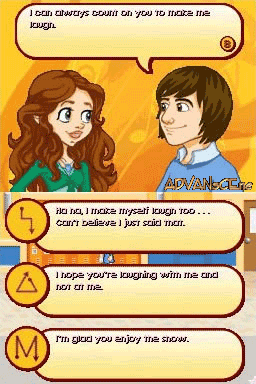 I can always count on you to make me
laugh.
B
ADVANSCENE
Ha ha, I make myself laugh too . . .
Can't believe I just said that.
I hope you're laughing with me and
not at me.
M
I'm glad you enjoy the show.